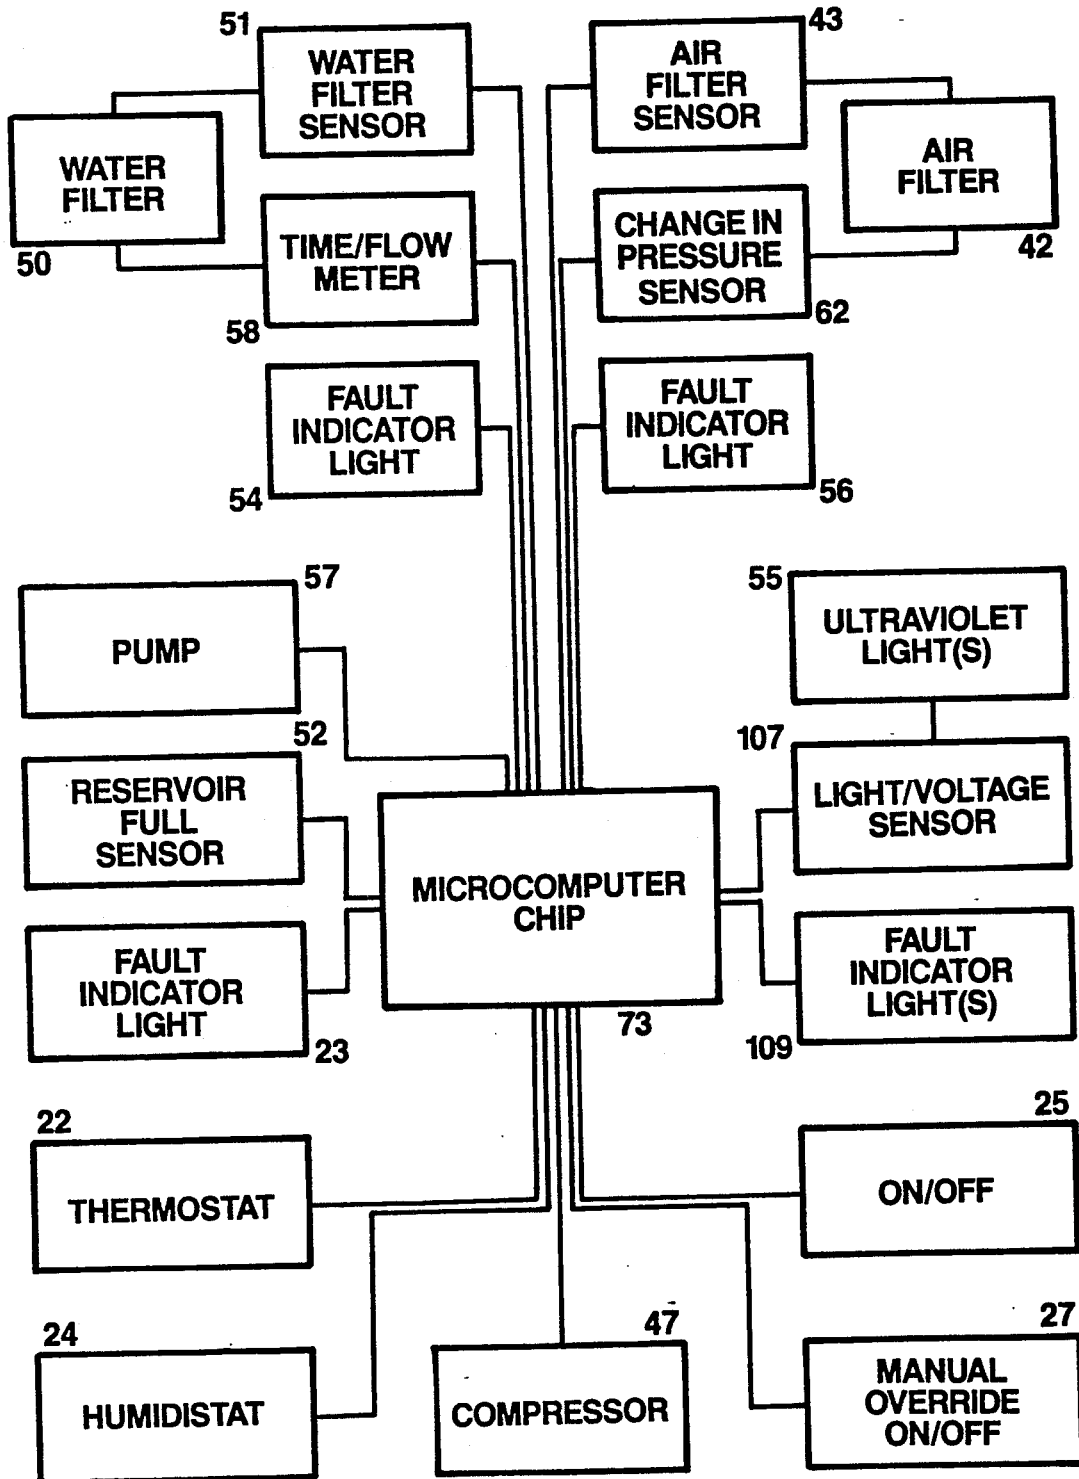 51
WATER
FILTER
SENSOR
43
AIR
FILTER
SENSOR
WATER
FILTER
50
AIR
FILTER
42
TIME/FLOW
METER
58
CHANGE IN
PRESSURE
SENSOR
62
FAULT
INDICATOR
LIGHT
54
FAULT
INDICATOR
LIGHT
56
57
PUMP
55
ULTRAVIOLET
LIGHT(S)
52
RESERVOIR
FULL
SENSOR
107
LIGHT/VOLTAGE
SENSOR
MICROCOMPUTER
CHIP
73
FAULT
INDICATOR
LIGHT
23
FAULT
INDICATOR
LIGHT(S)
109
22
THERMOSTAT
25
ON/OFF
24
HUMIDISTAT
47
COMPRESSOR
27
MANUAL
OVERRIDE
ON/OFF